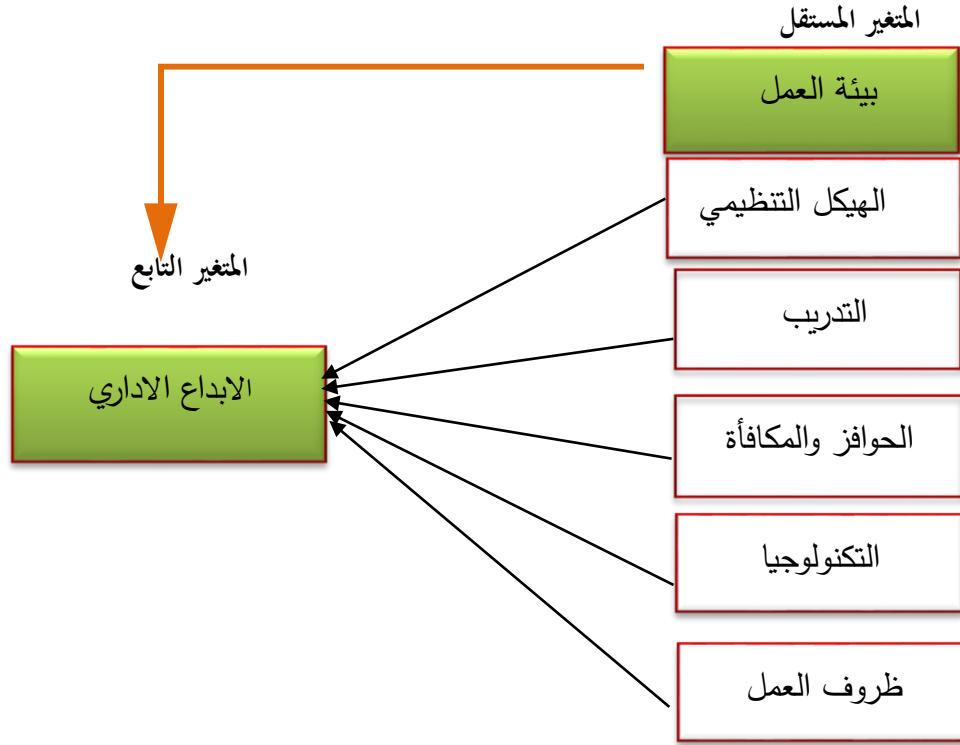 المتغير المستقل
بيئة العمل
الهيكل التنظيمي
المتغير التابع
التدريب
الابداع الاداري
الحوافز والمكافأة
التكنولوجيا
ظروف العمل